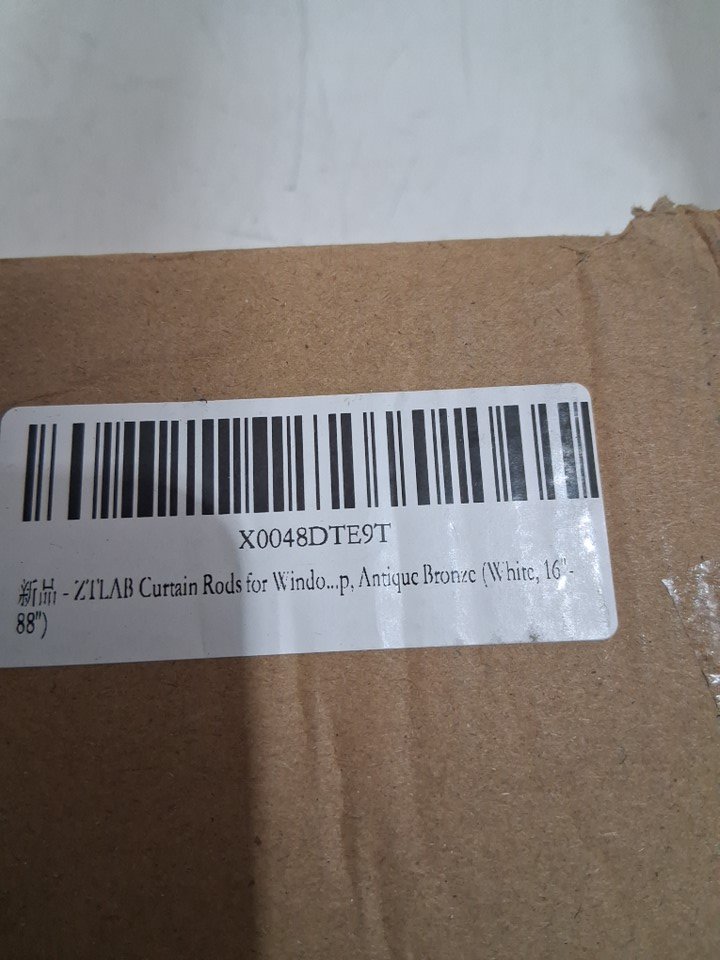 X0048DTE9T
新品 - ZTLAB Curtain Rods for Windo...p, Antique Bronze (White, 16"-
88")